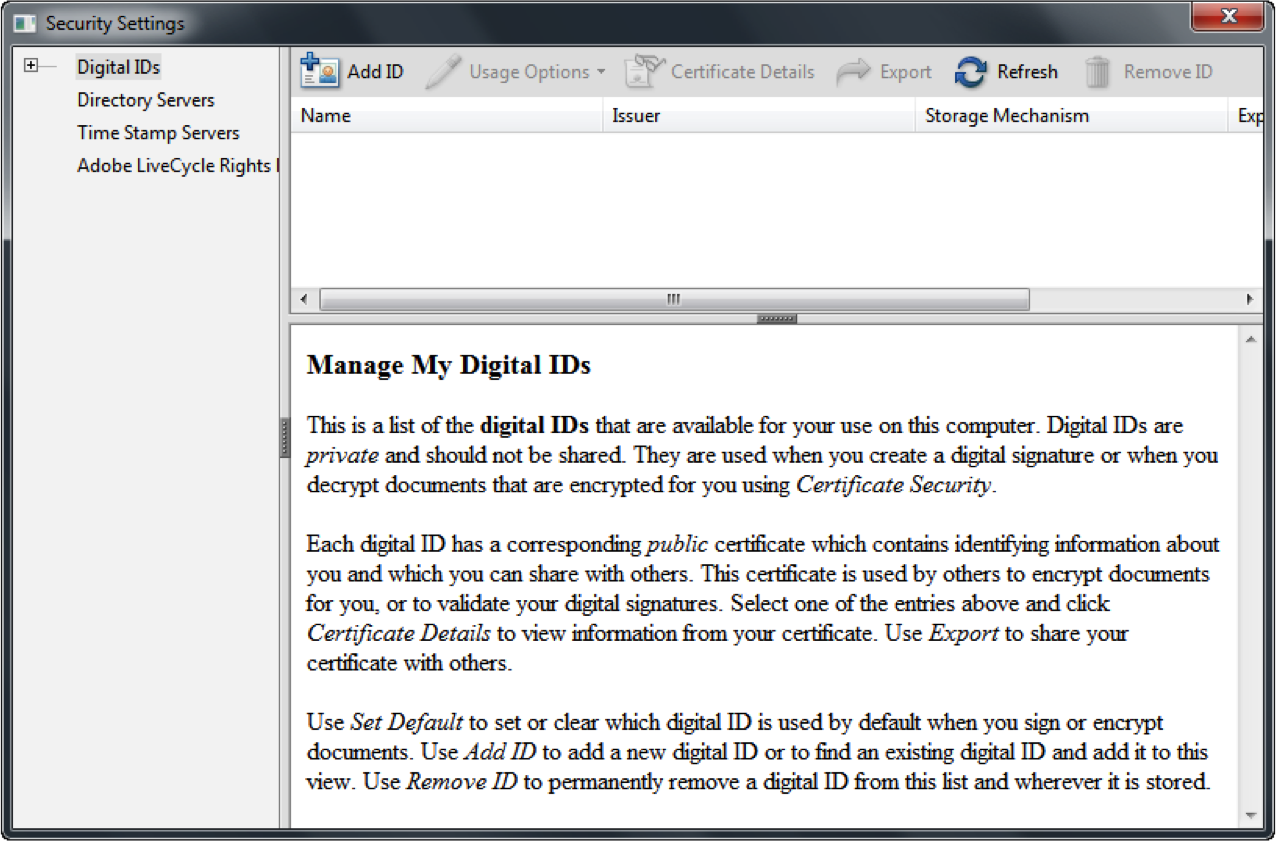 Security Settings
Digital IDs
Directory Servers
Time Stamp Servers
Adobe LiveCycle Rights
Add ID Usage Options Certificate Details Export Refresh Remove ID
Name Issuer Storage Mechanism Exp
Manage My Digital IDs
This is a list of the digital IDs that are available for your use on this computer. Digital IDs are
private and should not be shared. They are used when you create a digital signature or when you
decrypt documents that are encrypted for you using Certificate Security.
Each digital ID has a corresponding public certificate which contains identifying information about
you and which you can share with others. This certificate is used by others to encrypt documents
for you, or to validate your digital signatures. Select one of the entries above and click
Certificate Details to view information from your certificate. Use Export to share your
certificate with others.
Use Set Default to set or clear which digital ID is used by default when you sign or encrypt
documents. Use Add ID to add a new digital ID or to find an existing digital ID and add it to this
view. Use Remove ID to permanently remove a digital ID from this list and wherever it is stored.